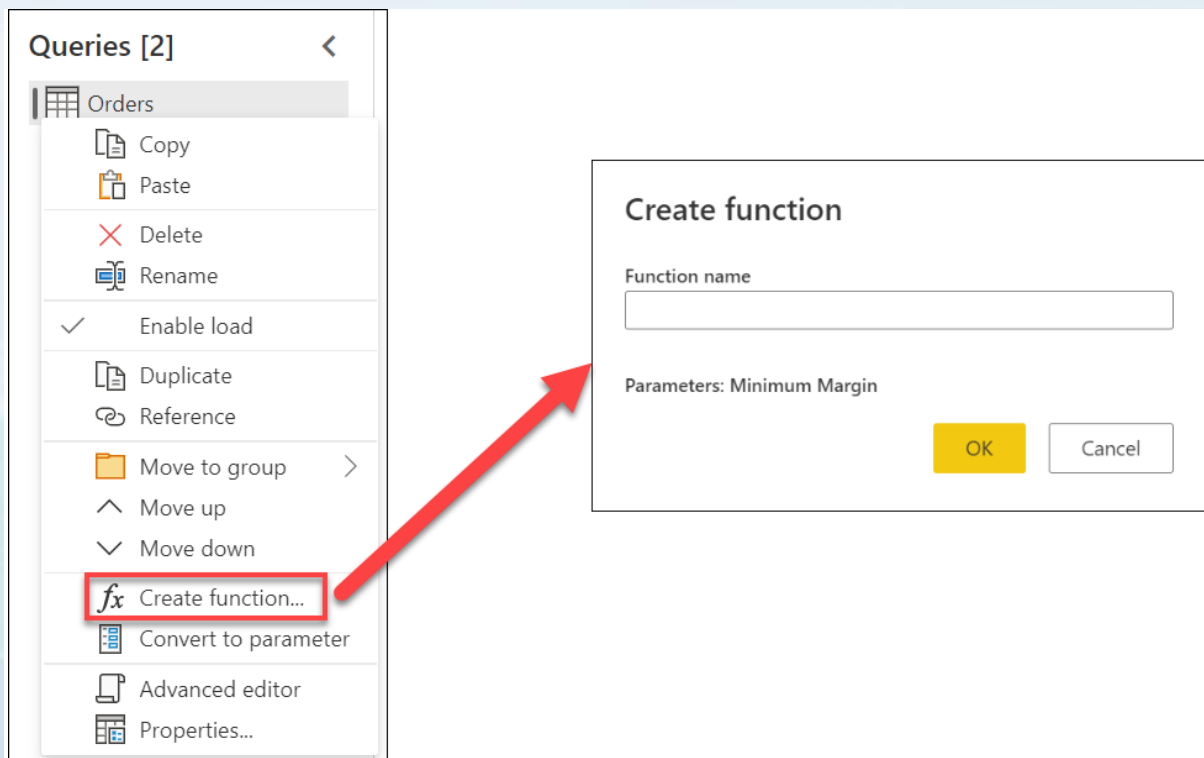 Queries [2]
Orders
Copy
Paste
Delete
Rename
Enable load
Duplicate
Reference
Move to group
Move up
Move down
fx Create function...
Convert to parameter
Advanced editor
Properties...
Create function
Function name
Parameters: Minimum Margin
OK Cancel